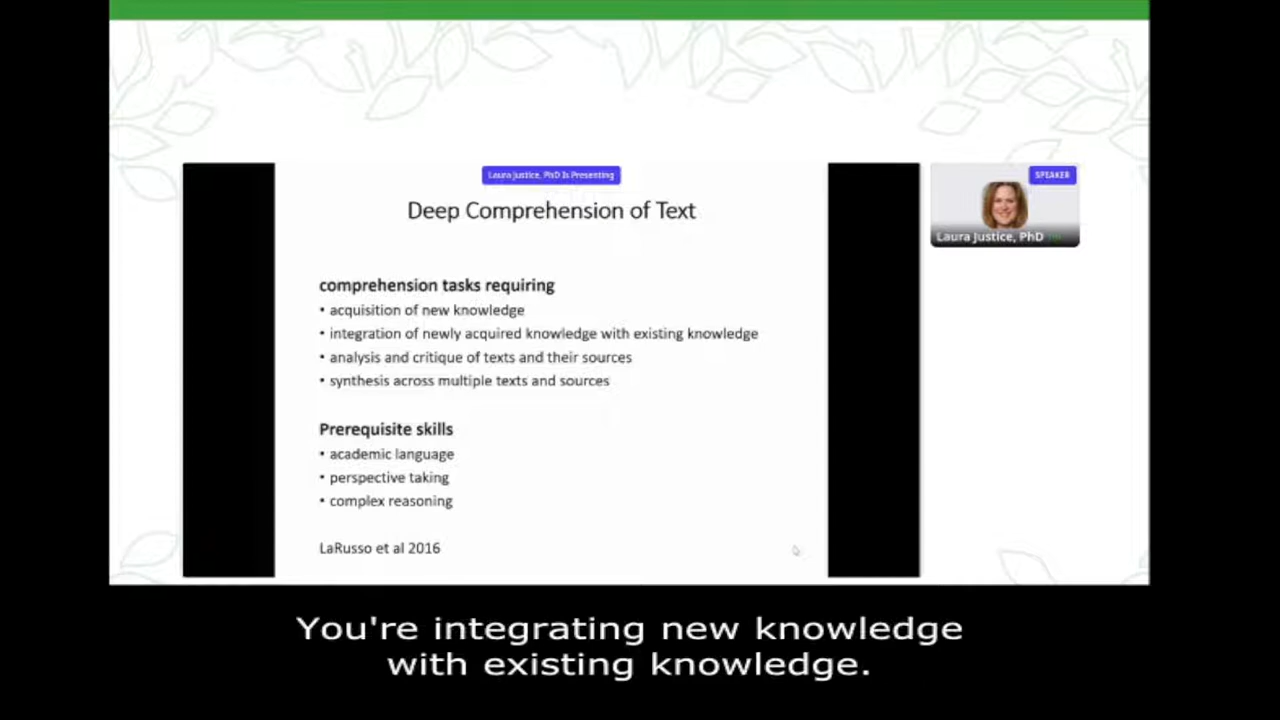 Laura Justice, PhD Is Presenting
SPEAKER
Deep Comprehension of Text
Laura Justice, PhD
comprehension tasks requiring
• acquisition of new knowledge
• integration of newly acquired knowledge with existing knowledge
• analysis and critique of texts and their sources
• synthesis across multiple texts and sources
Prerequisite skills
• academic language
• perspective taking
• complex reasoning
LaRusso et al 2016
You're integrating new knowledge
with existing knowledge.